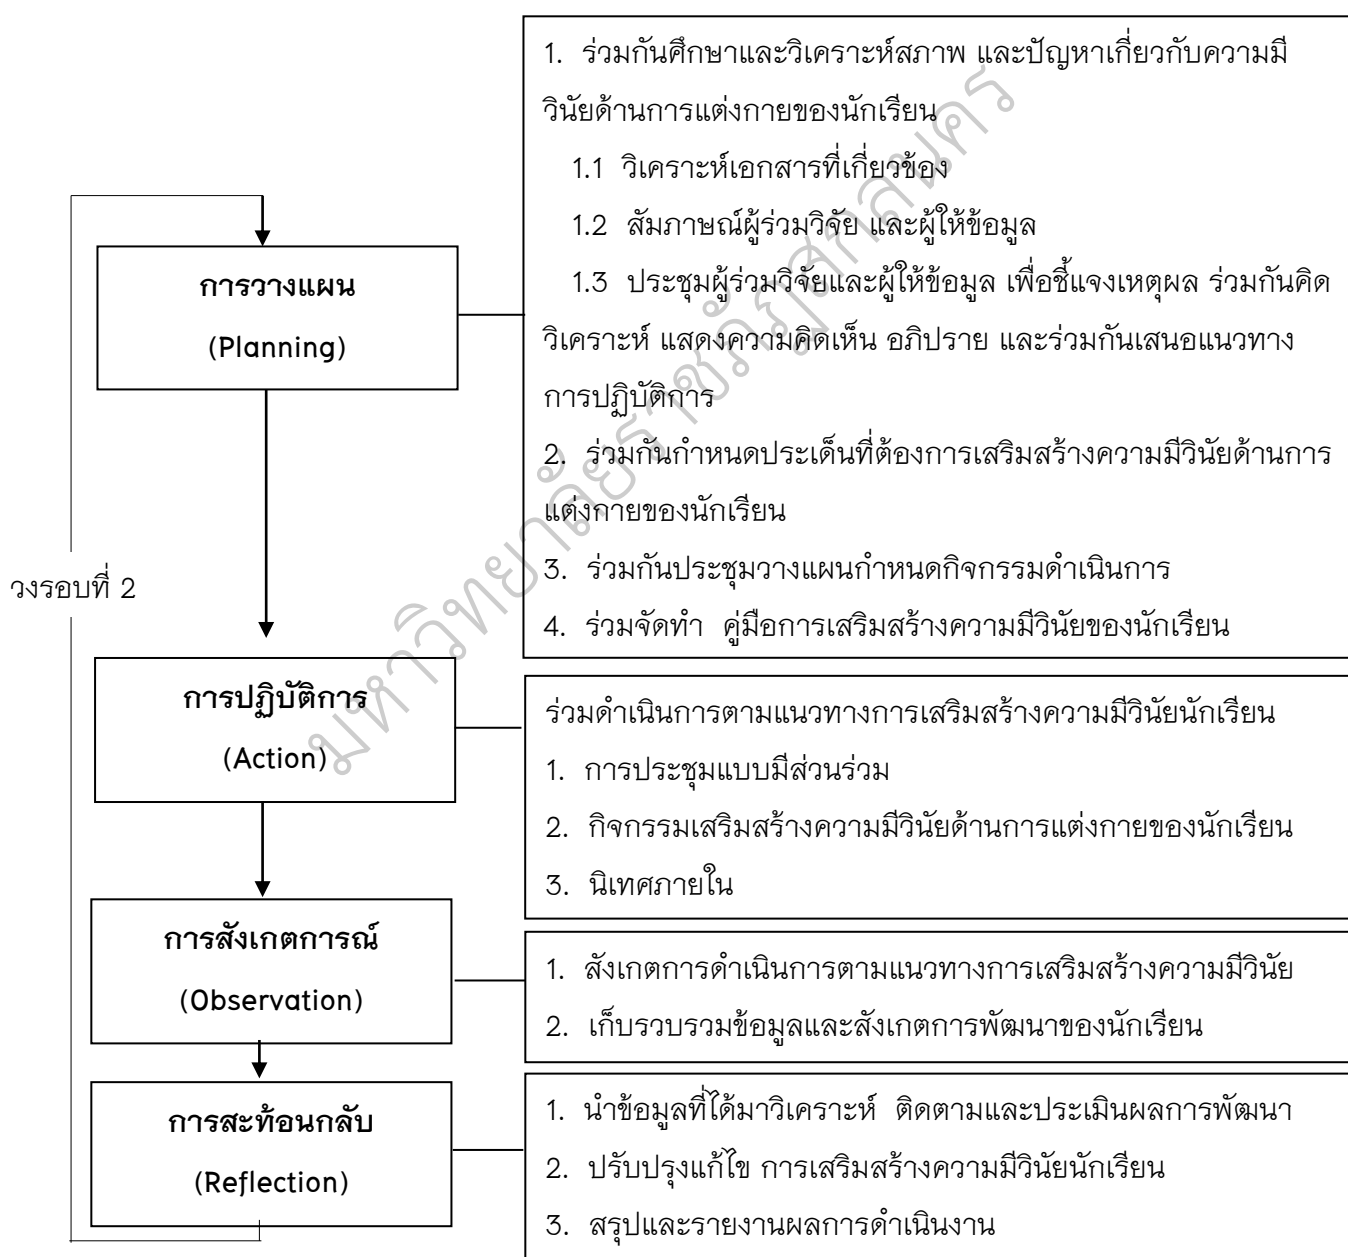 1. ร่วมกันศึกษาและวิเคราะห์สภาพ และปัญหาเกี่ยวกับความมี
วินัยด้านการแต่งกายของนักเรียน
1.1 วิเคราะห์เอกสารที่เกี่ยวข้อง
1.2 สัมภาษณ์ผู้ร่วมวิจัย และผู้ให้ข้อมูล
1.3 ประชุมผู้ร่วมวิจัยและผู้ให้ข้อมูล เพื่อชี้แจงเหตุผล ร่วมกันคิด
วิเคราะห์ แสดงความคิดเห็น อภิปราย และร่วมกันเสนอแนวทาง
การปฏิบัติการ
2. ร่วมกันกำหนดประเด็นที่ต้องการเสริมสร้างความมีวินัยด้านการ
แต่งกายของนักเรียน
3. ร่วมกันประชุมวางแผนกำหนดกิจกรรมดำเนินการ
4. ร่วมจัดทำ คู่มือการเสริมสร้างความมีวินัยของนักเรียน
การวางแผน
(Planning)
วงรอบที่ 2
การปฏิบัติการ
(Action)
ร่วมดำเนินการตามแนวทางการเสริมสร้างความมีวินัยนักเรียน
1. การประชุมแบบมีส่วนร่วม
2. กิจกรรมเสริมสร้างความมีวินัยด้านการแต่งกายของนักเรียน
3. นิเทศภายใน
การสังเกตการณ์
(Observation)
1. สังเกตการดำเนินการตามแนวทางการเสริมสร้างความมีวินัย
2. เก็บรวบรวมข้อมูลและสังเกตการพัฒนาของนักเรียน
การสะท้อนกลับ
(Reflection)
1. นำข้อมูลที่ได้มาวิเคราะห์ ติดตามและประเมินผลการพัฒนา
2. ปรับปรุงแก้ไข การเสริมสร้างความมีวินัยนักเรียน
3. สรุปและรายงานผลการดำเนินงาน
มหาวิทยาลัยราชภัฏสกลนคร